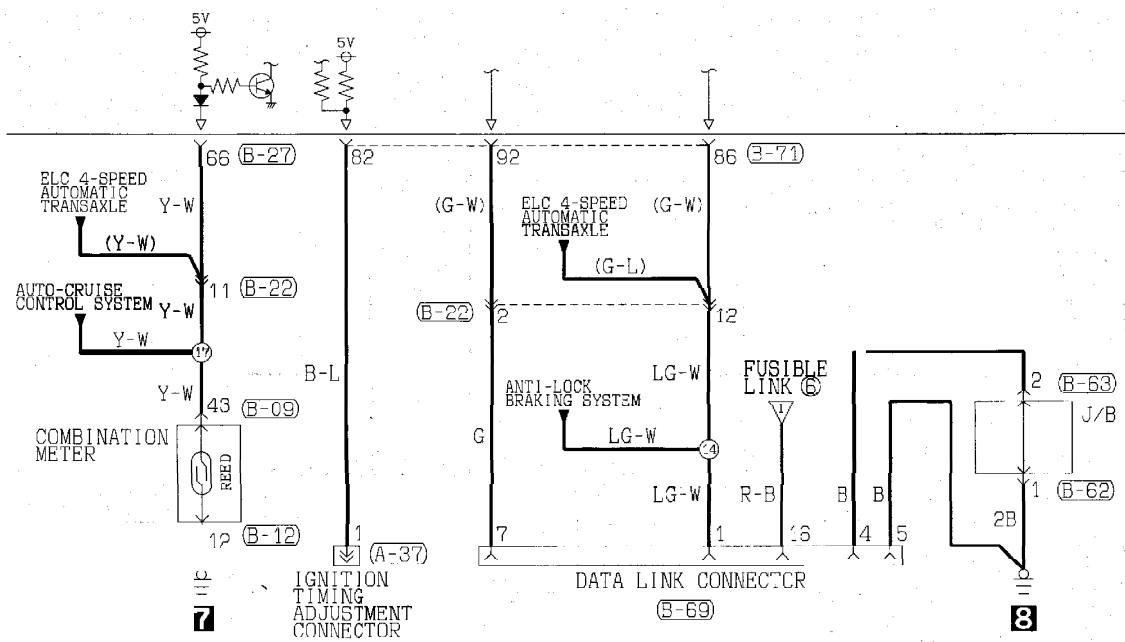 5V
5V
66 (B-27)
82
92
86 (B-71)
ELC 4-SPEED
AUTOMATIC
TRANSAXLE
Y-W
(G-W)
ELC 4-SPEED
AUTOMATIC
TRANSAXLE
(G-W)
(Y-W)
(G-L)
11 (B-22)
AUTO-CRUISE
CONTROL SYSTEM
Y-W
(B-22) 2
12
Y-W
17
B-L
LG-W
FUSIBLE
LINK ⑥
2 (B-63)
Y-W
ANTI-LOCK
BRAKING SYSTEM
1
J/B
43 (B-09)
COMBINATION
METER
G
LG-W
14
REED
LG-W
R-B
B
B
1 (B-62)
2B
12 (B-12)
1 (A-37)
7
1
16
4
5
IGNITION
TIMING
ADJUSTMENT
CONNECTOR
DATA LINK CONNECTOR
(B-69)
7
8